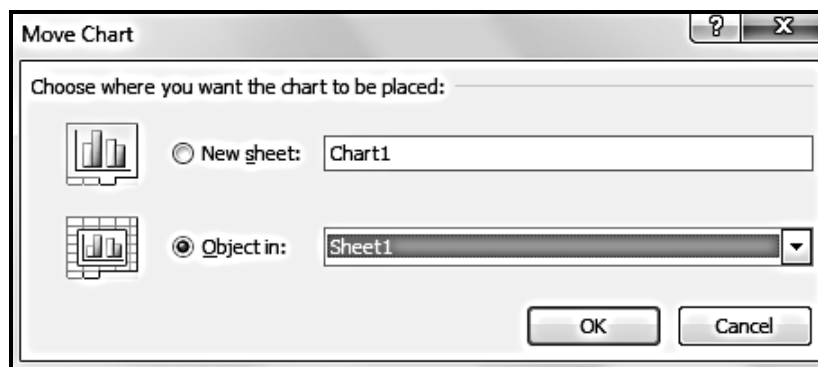 Move Chart
Choose where you want the chart to be placed:
New sheet: Chart1
Object in: Sheet1
OK Cancel